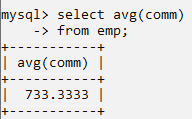 mysql> select avg(comm)
    -> from emp;
+-----------+
| avg(comm) |
+-----------+
|  733.3333 |
+-----------+